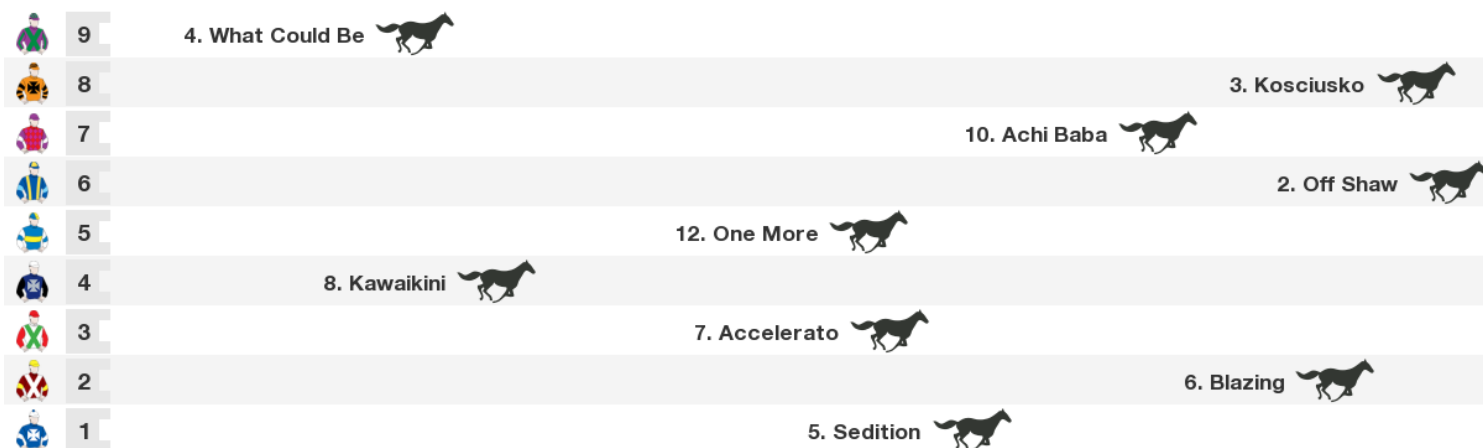 9 4. What Could Be
8 3. Kosciusko
7 10. Achi Baba
6 2. Off Shaw
5 12. One More
4 8. Kawaikini
3 7. Accelerato
2 6. Blazing
1 5. Sedition